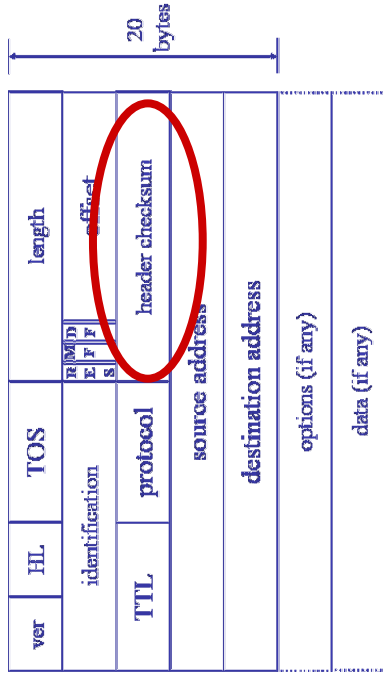 ver HL TOS length
20
bytes
identification R M D offset
E F F
S
TTL protocol header checksum
source address
destination address
options (if any)
data (if any)